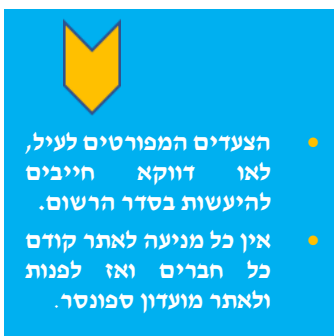 הצעדים המפורטים לעיל,
לאו דווקא חייבים
להיעשות בסדר הרשום.
אין כל מניעה לאתר קודם
כל חברים ואז לפנות
ולאתר מועדון ספונסר.